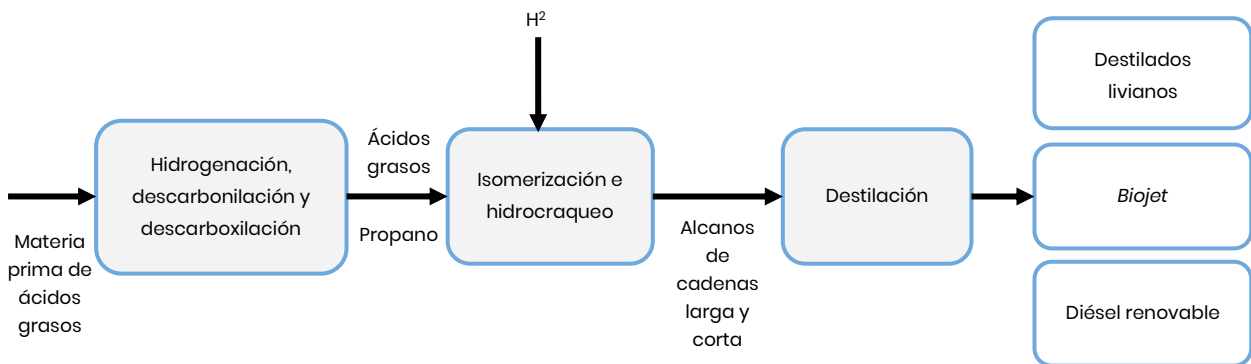 Materia
prima de
ácidos
grasos
Hidrogenación,
descarbonilación y
descarboxilación
Ácidos
grasos
Propano
H²
Isomerización e
hidrocraqueo
Alcanos
de
cadenas
larga y
corta
Destilación
Destilados
livianos
Biojet
Diésel renovable